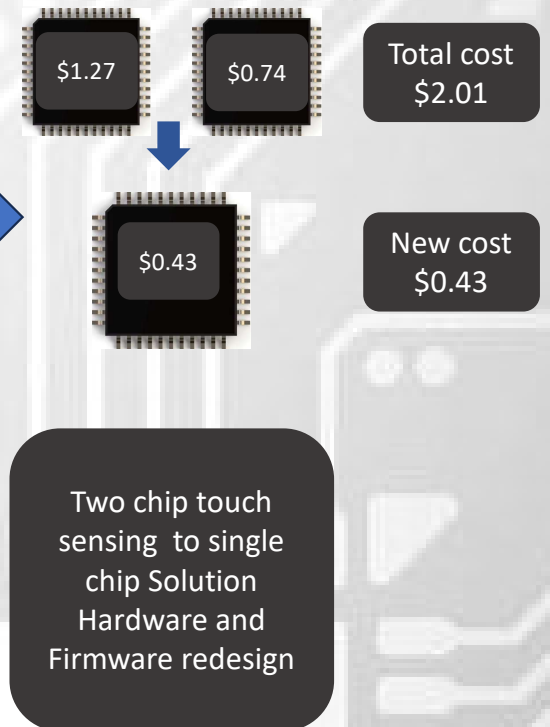 $1.27
$0.74
Total cost
$2.01
$0.43
New cost
$0.43
Two chip touch
sensing to single
chip Solution
Hardware and
Firmware redesign